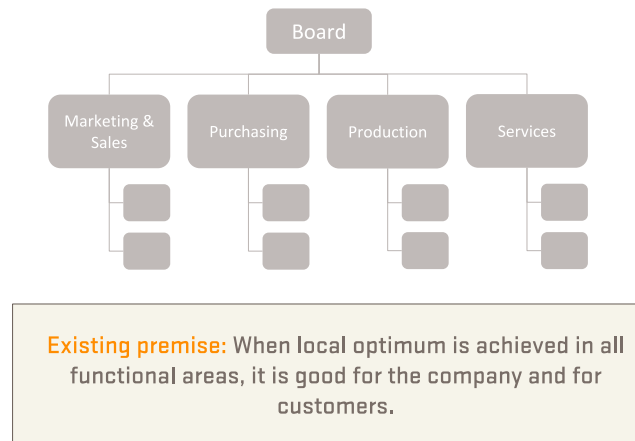 Board
Marketing &
Sales
Purchasing
Production
Services
Existing premise: When local optimum is achieved in all
functional areas, it is good for the company and for
customers.